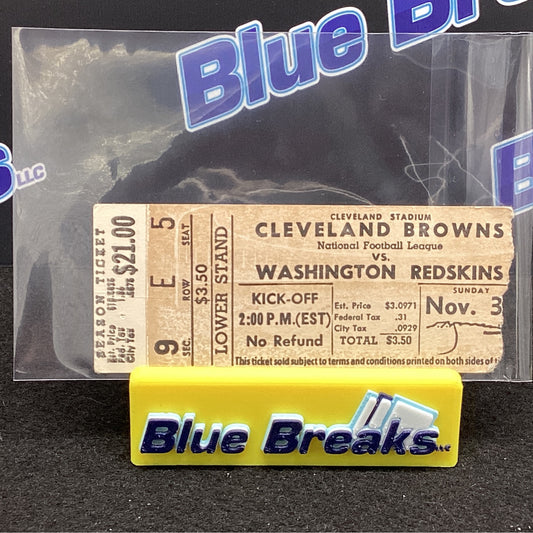 Blue Breaks
LLC
SEASON TICKET
$21.00
City Tax
SEC. ROW SEAT
9 E 5
$3.50
LOWER STAND
CLEVELAND STADIUM
CLEVELAND BROWNS
National Football League
VS.
WASHINGTON REDSKINS
KICK-OFF
2:00 P.M.(EST)
No Refund
Est. Price $3.0971
Federal Tax .31
City Tax .0929
TOTAL $3.50
SUNDAY
Nov. 3
This ticket sold subject to terms and conditions printed on both sides of
Blue Breaks LLC